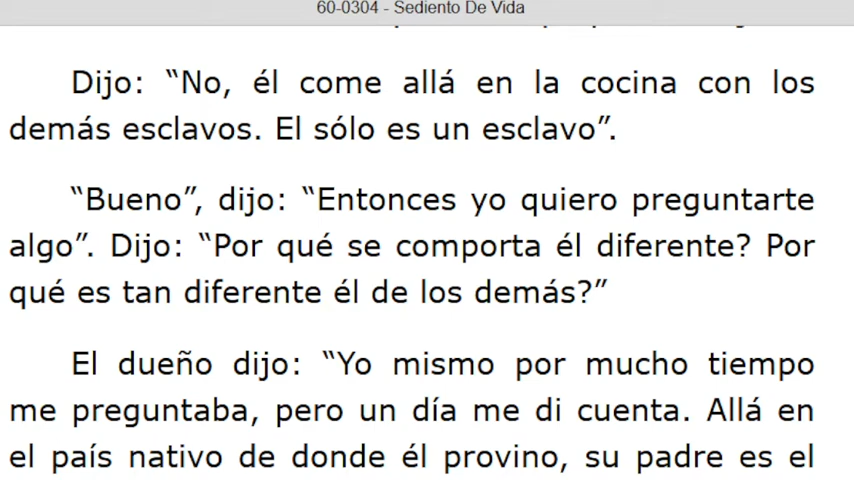 60-0304 - Sediento De Vida
Dijo: “No, él come allá en la cocina con los
demás esclavos. El sólo es un esclavo”.
“Bueno”, dijo: “Entonces yo quiero preguntarte
algo”. Dijo: “Por qué se comporta él diferente? Por
qué es tan diferente él de los demás?”
El dueño dijo: “Yo mismo por mucho tiempo
me preguntaba, pero un día me di cuenta. Allá en
el país nativo de donde él provino, su padre es el